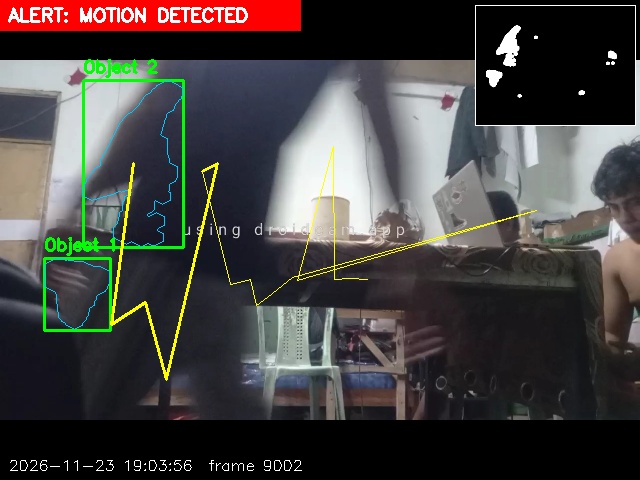 ALERT: MOTION DETECTED
Object 2
using droidcam app
Object 1
2026-11-23 19:03:56 frame 9002